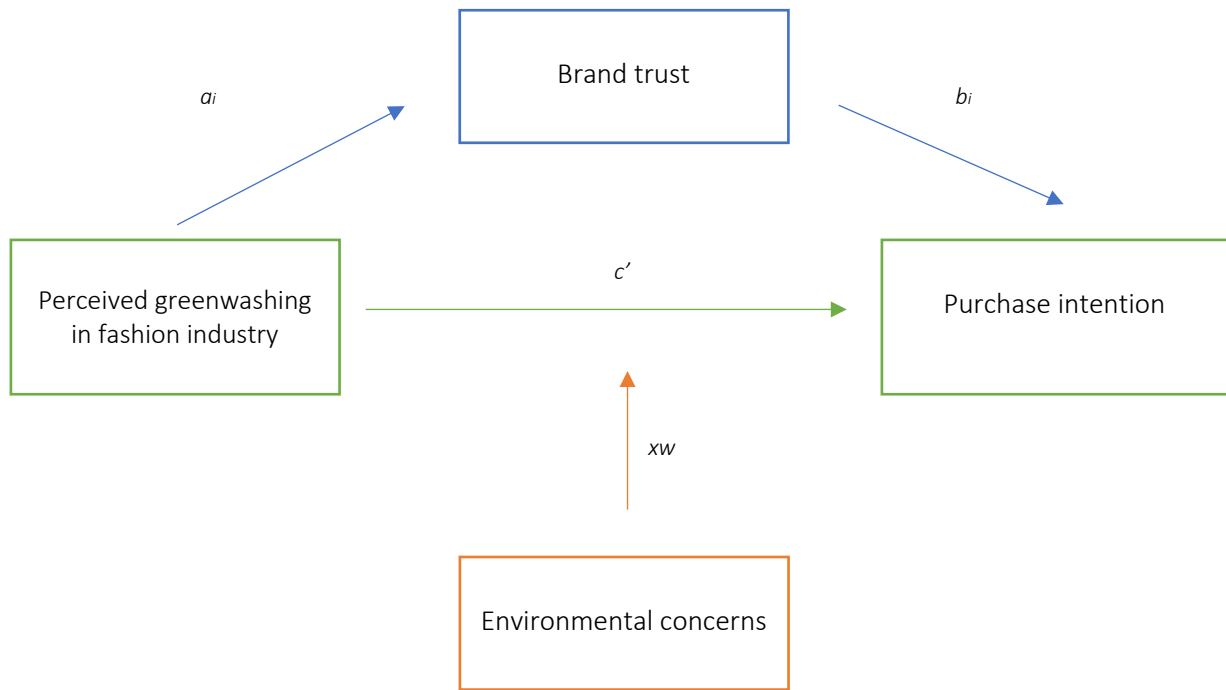 Brand trust
ai
bi
Perceived greenwashing
in fashion industry
c’
Purchase intention
xw
Environmental concerns